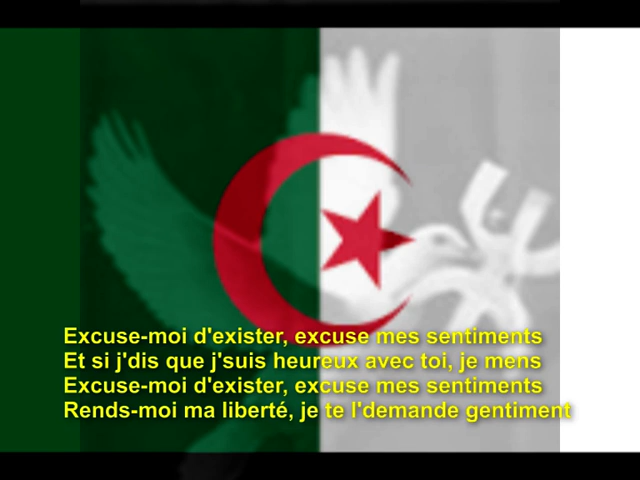 Excuse-moi d'exister, excuse mes sentiments
Et si j'dis que j'suis heureux avec toi, je mens
Excuse-moi d'exister, excuse mes sentiments
Rends-moi ma liberté, je te l'demande gentiment